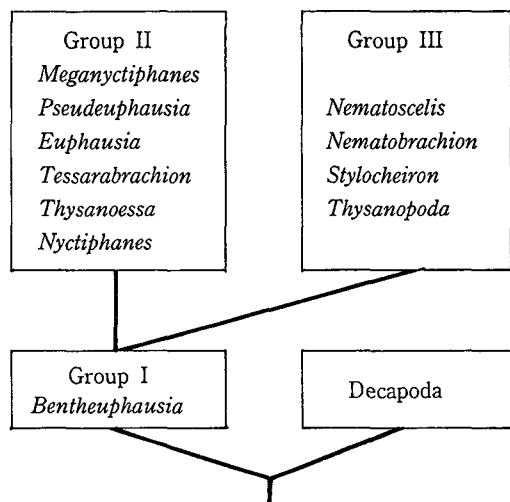 Group II
Meganyctiphanes
Pseudeuphausia
Euphausia
Tessarabrachion
Thysanoessa
Nyctiphanes
Group III
Nematoscelis
Nematobrachion
Stylocheiron
Thysanopoda
Group I
Bentheuphausia
Decapoda